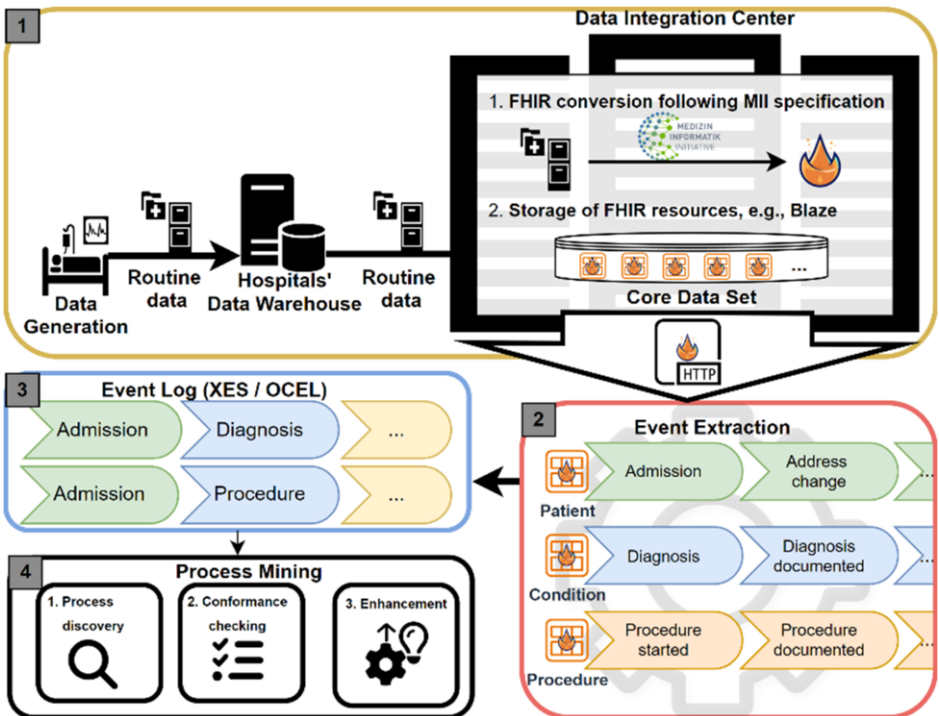 1
Data Integration Center
1. FHIR conversion following MII specification
MEDIZIN
INFORMATIK
INITIATIVE
2. Storage of FHIR resources, e.g., Blaze
...
Core Data Set
Data
Generation
Routine
data
Hospitals'
Data Warehouse
Routine
data
HTTP
3
Event Log (XES / OCEL)
Admission
Diagnosis
...
Admission
Procedure
...
2
Event Extraction
Patient
Admission
Address
change
...
Condition
Diagnosis
Diagnosis
documented
...
Procedure
Procedure
started
Procedure
documented
...
4
Process Mining
1. Process
discovery
2. Conformance
checking
3. Enhancement